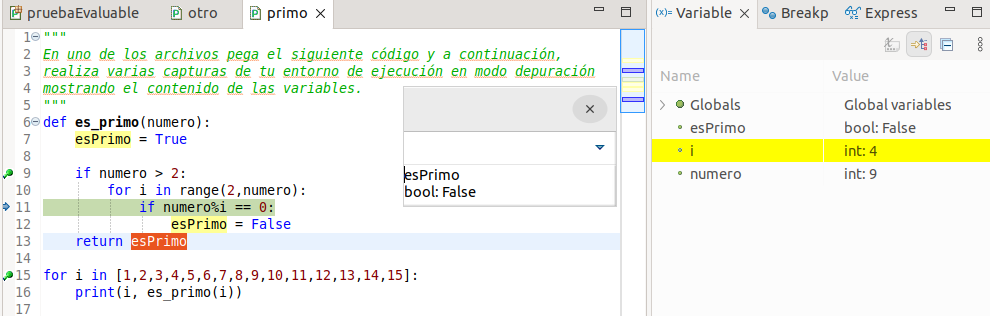 pruebaEvaluable otro primo
1 """
2 En uno de los archivos pega el siguiente código y a continuación,
3 realiza varias capturas de tu entorno de ejecución en modo depuración
4 mostrando el contenido de las variables.
5 """
6 def es_primo(numero):
7     esPrimo = True
8
9     if numero > 2:
10         for i in range(2,numero):
11             if numero%i == 0:
12                 esPrimo = False
13     return esPrimo
14
15 for i in [1,2,3,4,5,6,7,8,9,10,11,12,13,14,15]:
16     print(i, es_primo(i))
17
esPrimo
bool: False
(x)= Variable Breakp Express
Name Value
Globals Global variables
esPrimo bool: False
i int: 4
numero int: 9